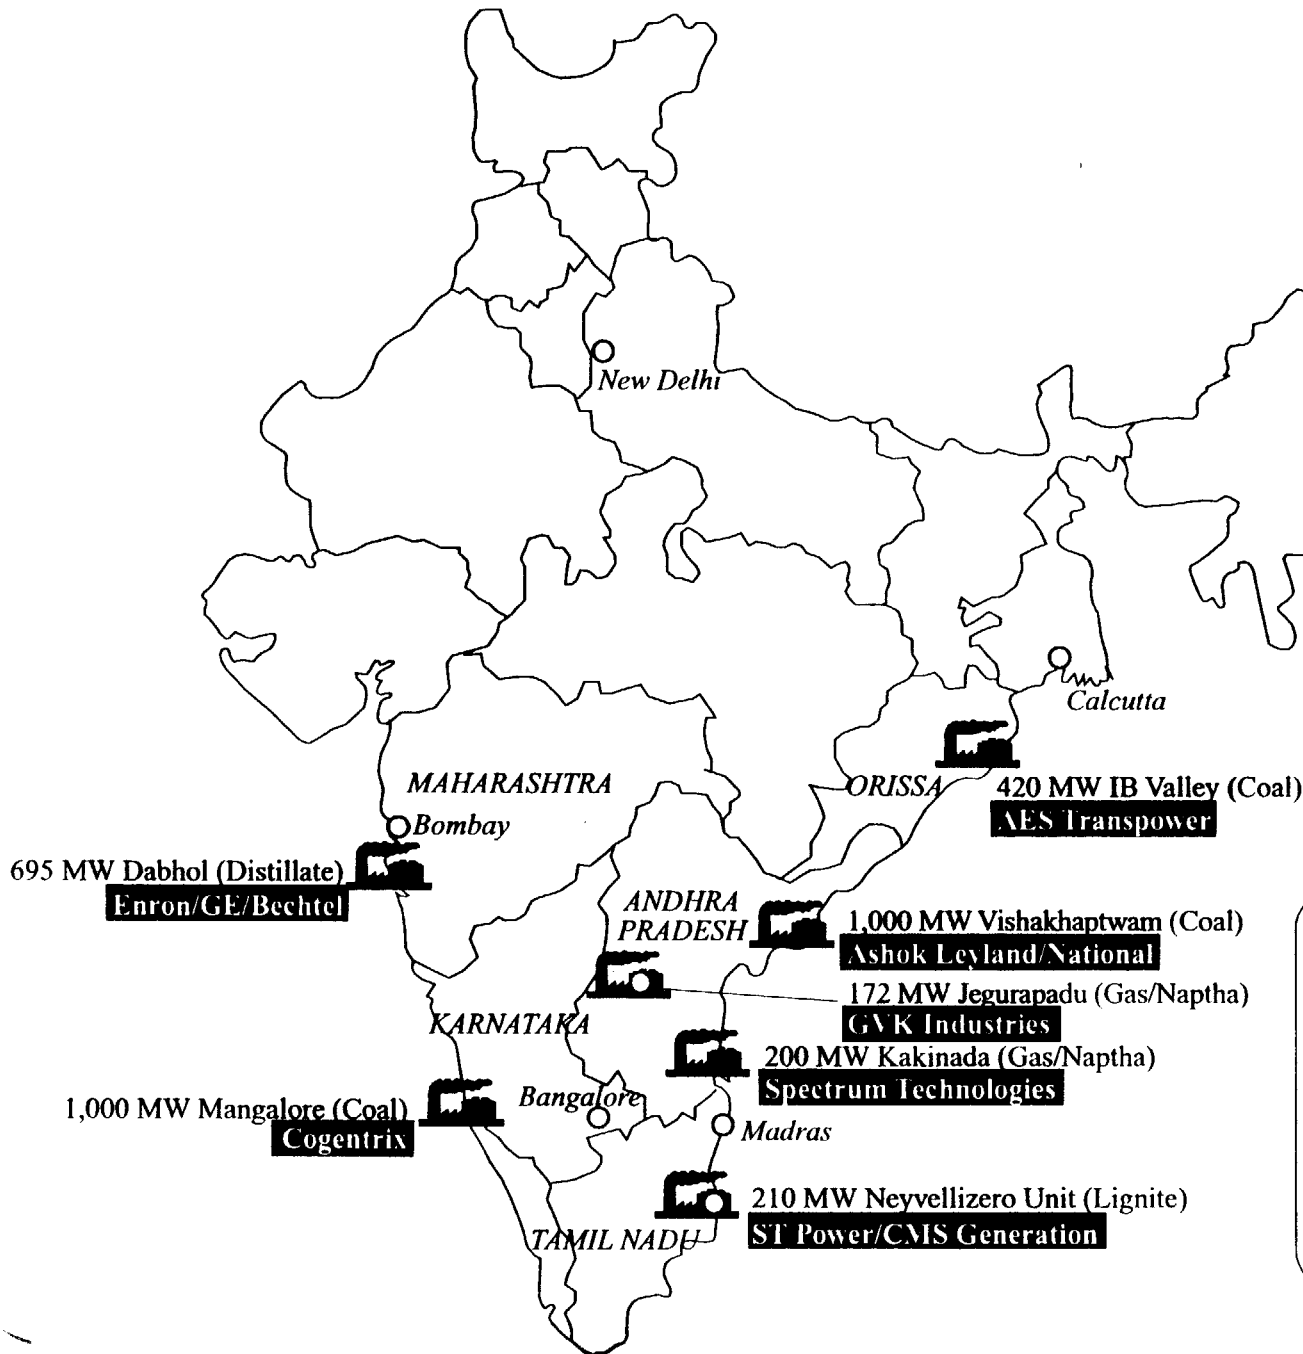 New Delhi
Calcutta
MAHARASHTRA
ORISSA
420 MW IB Valley (Coal)
AES Transpower
Bombay
695 MW Dabhol (Distillate)
Enron/GE/Bechtel
ANDHRA
PRADESH
1,000 MW Vishakhaptwam (Coal)
Ashok Leyland/National
172 MW Jegurapadu (Gas/Naptha)
GVK Industries
KARNATAKA
200 MW Kakinada (Gas/Naptha)
Spectrum Technologies
Bangalore
1,000 MW Mangalore (Coal)
Cogentrix
Madras
210 MW Neyvellizero Unit (Lignite)
ST Power/CMS Generation
TAMIL NADU